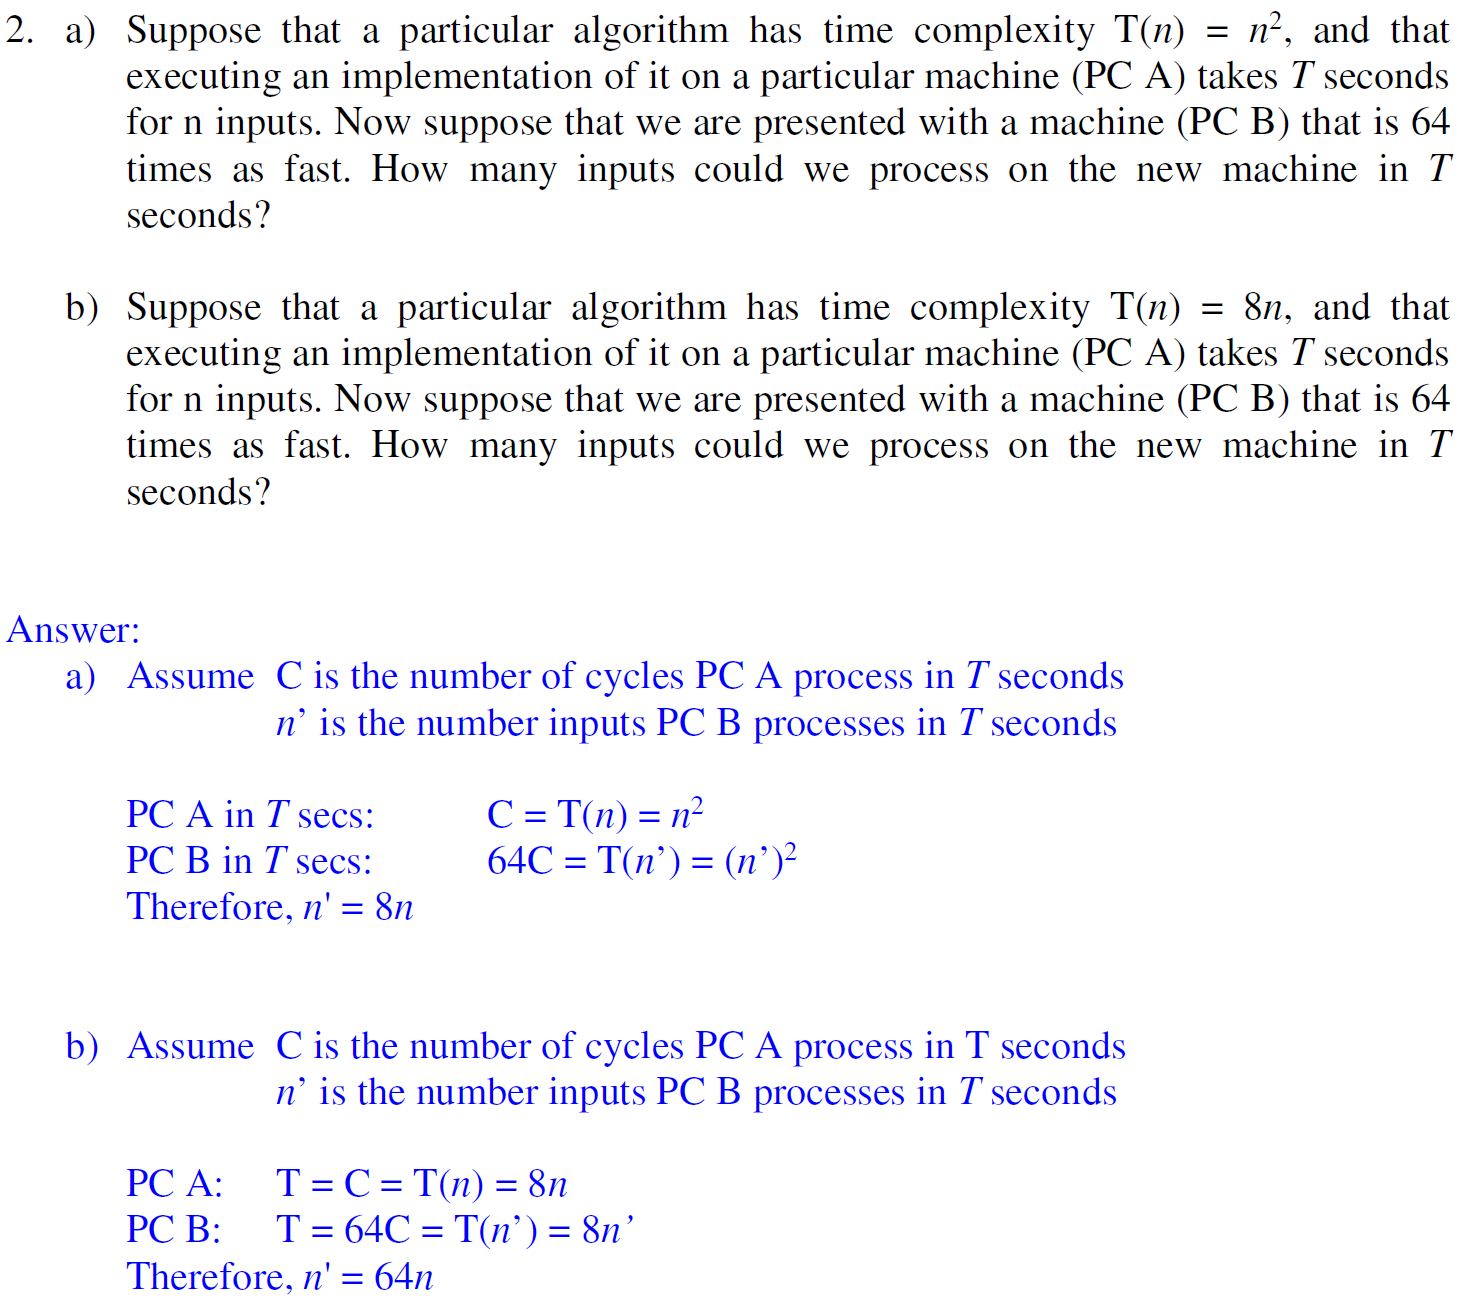 2. a) Suppose that a particular algorithm has time complexity T(n) = n², and that
executing an implementation of it on a particular machine (PC A) takes T seconds
for n inputs. Now suppose that we are presented with a machine (PC B) that is 64
times as fast. How many inputs could we process on the new machine in T
seconds?
b) Suppose that a particular algorithm has time complexity T(n) = 8n, and that
executing an implementation of it on a particular machine (PC A) takes T seconds
for n inputs. Now suppose that we are presented with a machine (PC B) that is 64
times as fast. How many inputs could we process on the new machine in T
seconds?
Answer:
a) Assume C is the number of cycles PC A process in T seconds
n’ is the number inputs PC B processes in T seconds
PC A in T secs: C = T(n) = n²
PC B in T secs: 64C = T(n’) = (n’)²
Therefore, n' = 8n
b) Assume C is the number of cycles PC A process in T seconds
n’ is the number inputs PC B processes in T seconds
PC A: T = C = T(n) = 8n
PC B: T = 64C = T(n’) = 8n’
Therefore, n' = 64n